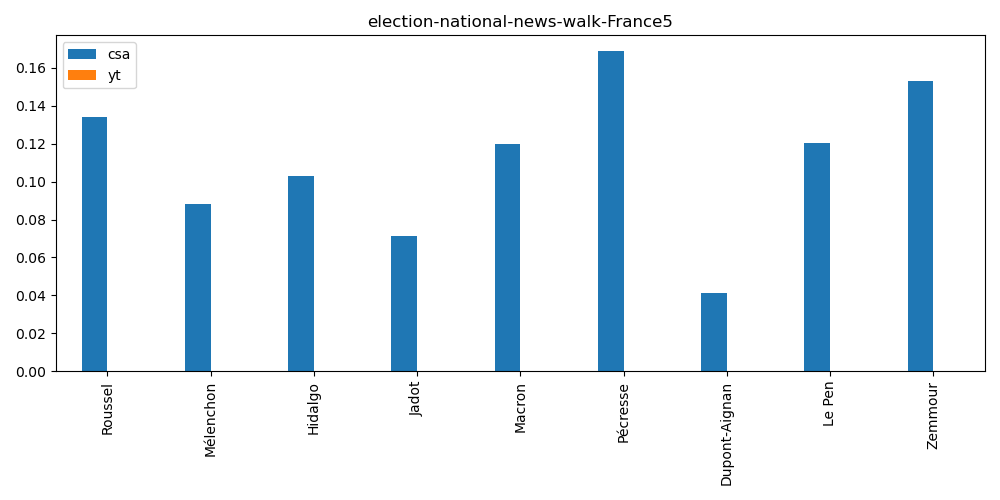 election-national-news-walk-France5
csa
yt
0.16
0.14
0.12
0.10
0.08
0.06
0.04
0.02
0.00
Roussel
Mélenchon
Hidalgo
Jadot
Macron
Pécresse
Dupont-Aignan
Le Pen
Zemmour